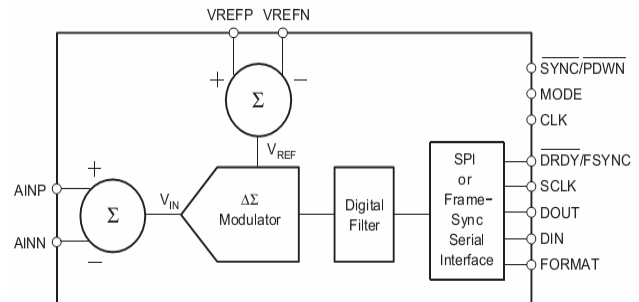 VREFP VREFN
+ −
Σ
SYNC/PDWN
MODE
CLK
VREF
AINP
+
Σ
VIN
AINN
−
ΔΣ
Modulator
Digital
Filter
SPI
or
Frame−
Sync
Serial
Interface
DRDY/FSYNC
SCLK
DOUT
DIN
FORMAT